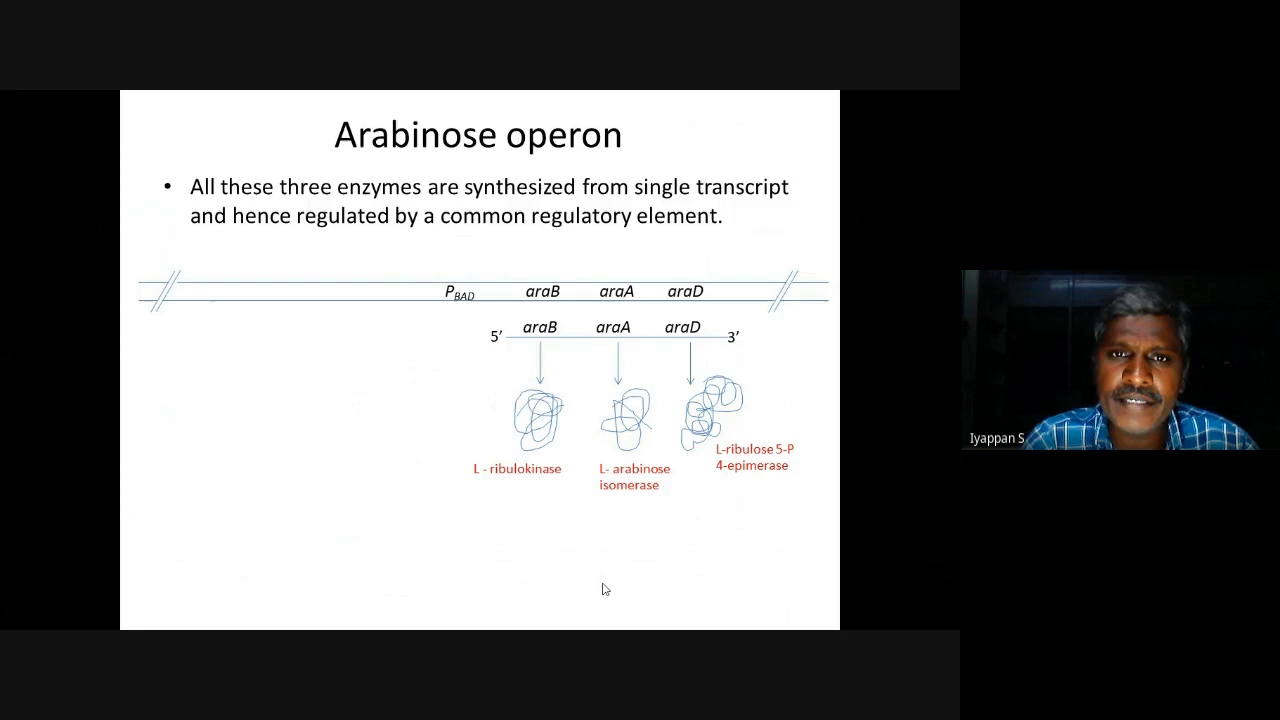 Arabinose operon
• All these three enzymes are synthesized from single transcript
and hence regulated by a common regulatory element.
P_BAD araB araA araD
5’ araB araA araD 3’
L - ribulokinase
L- arabinose
isomerase
L-ribulose 5-P
4-epimerase
Iyappan S